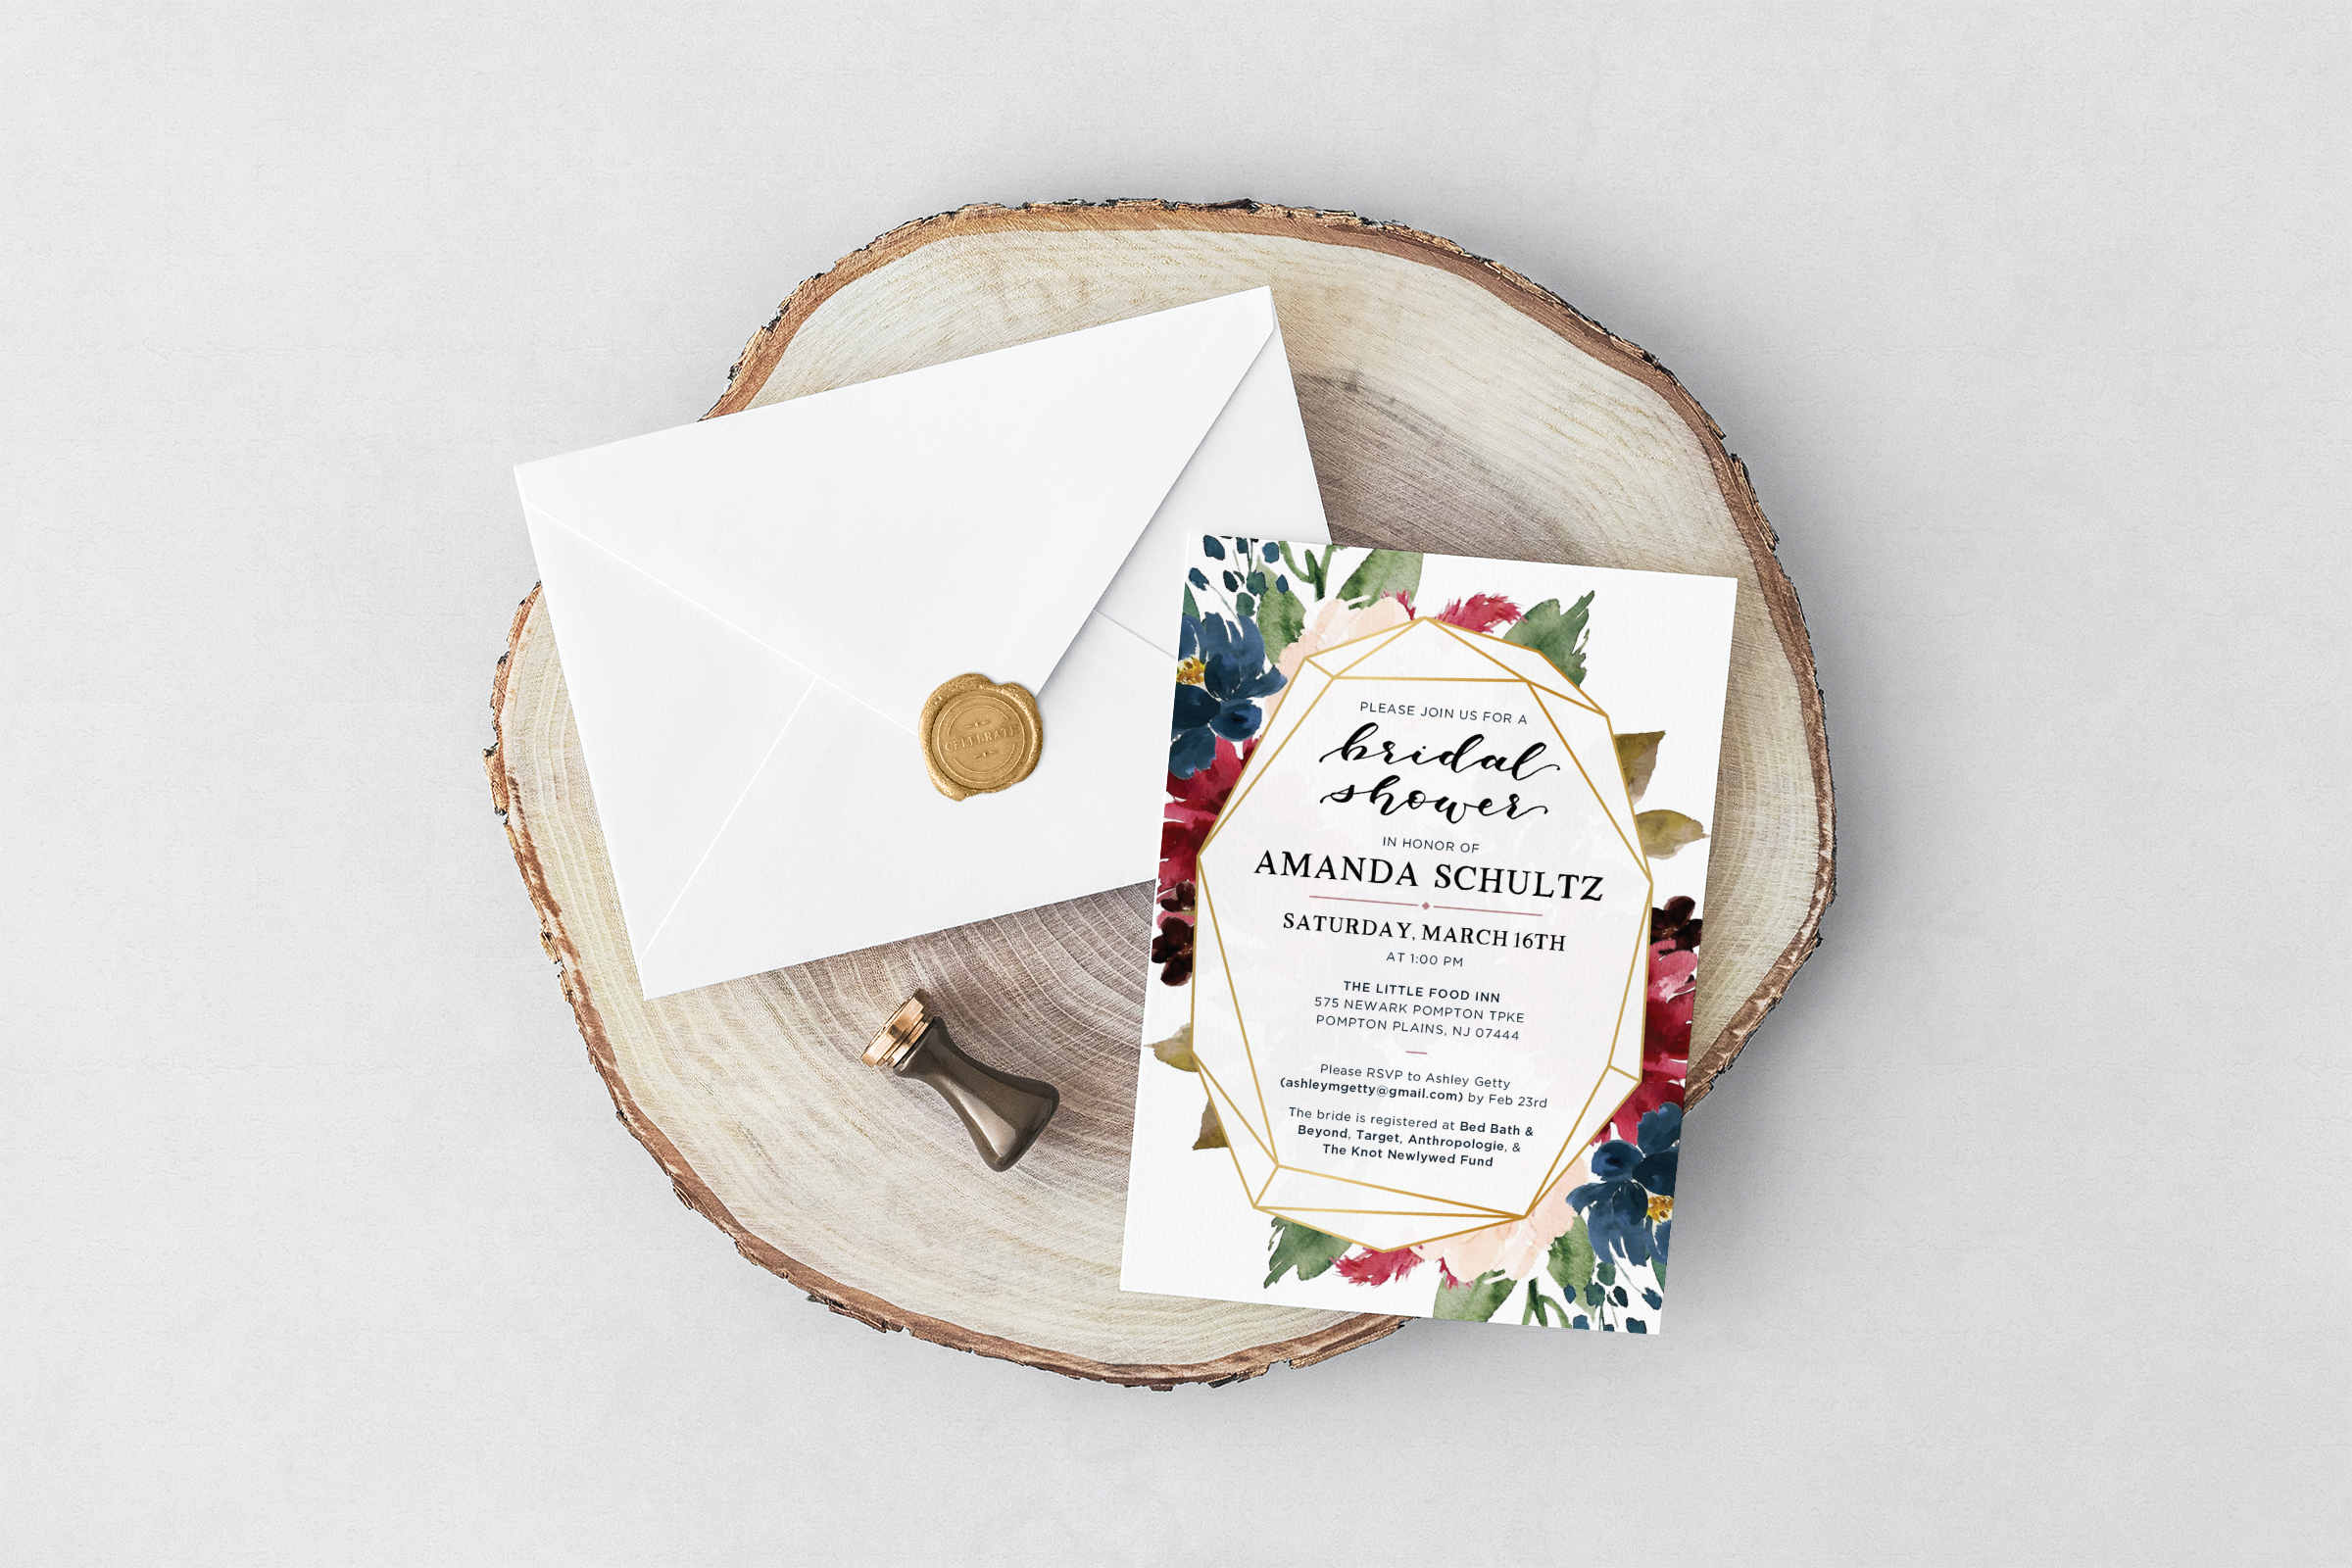 CELEBRATE
PLEASE JOIN US FOR A
bridal
shower
IN HONOR OF
AMANDA SCHULTZ
SATURDAY, MARCH 16TH
AT 1:00 PM
THE LITTLE FOOD INN
575 NEWARK POMPTON TPKE
POMPTON PLAINS, NJ 07444
Please RSVP to Ashley Getty
(ashleymgetty@gmail.com) by Feb 23rd
The bride is registered at Bed Bath &
Beyond, Target, Anthropologie, &
The Knot Newlywed Fund